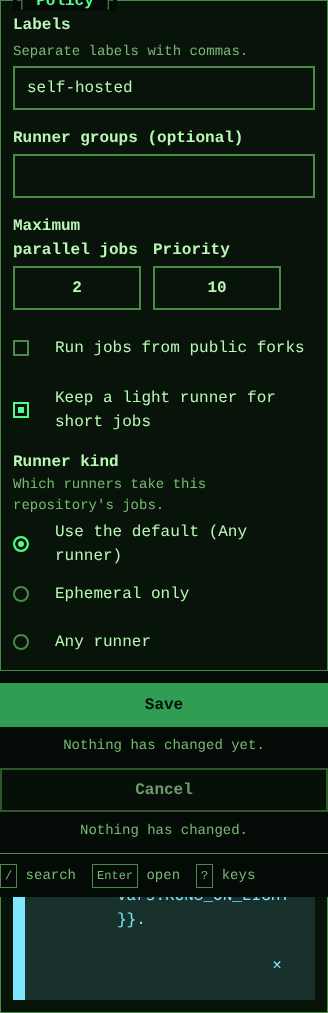 Policy
Labels
Separate labels with commas.
self-hosted
Runner groups (optional)
Maximum
parallel jobs Priority
2 10
Run jobs from public forks
Keep a light runner for
short jobs
Runner kind
Which runners take this
repository's jobs.
Use the default (Any
runner)
Ephemeral only
Any runner
Save
Nothing has changed yet.
Cancel
Nothing has changed.
/ search Enter open ? keys
vars.RUNS_ON_LIGHT
}}.
×